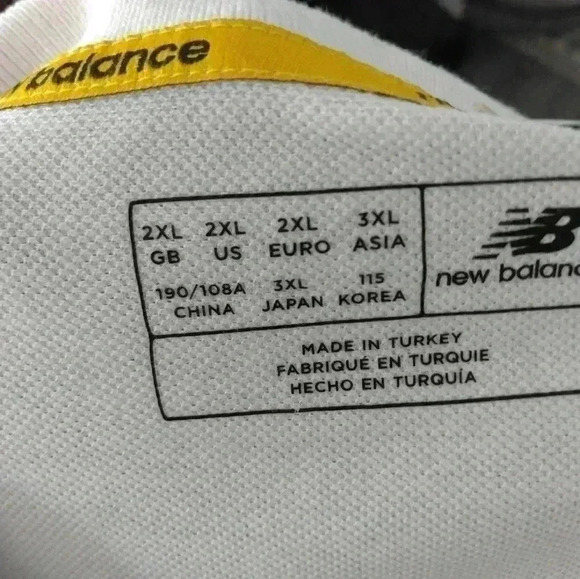 balance
2XL 2XL 2XL 3XL
GB US EURO ASIA
190/108A 3XL 115
CHINA JAPAN KOREA
NB
new balanc
MADE IN TURKEY
FABRIQUÉ EN TURQUIE
HECHO EN TURQUÍA